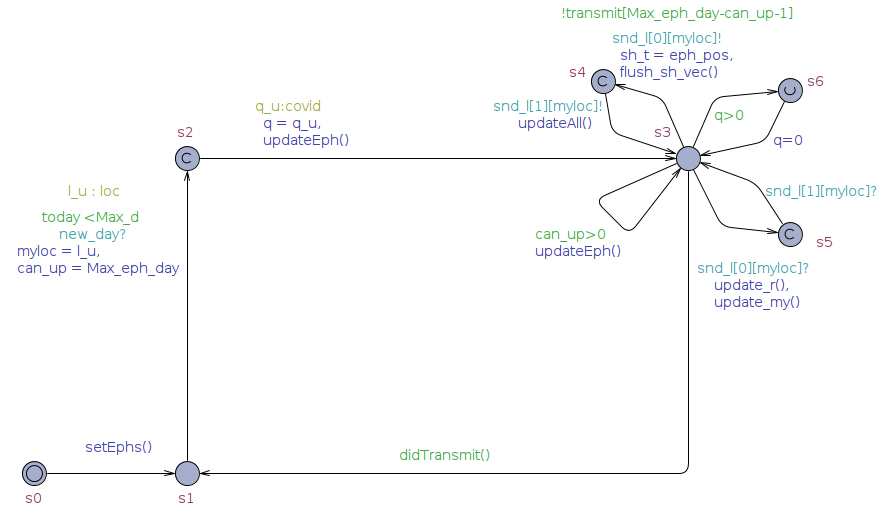 !transmit[Max_eph_day-can_up-1]
snd_l[0][myloc]!
sh_t = eph_pos,
flush_sh_vec()
s4
C
s6
U
snd_l[1][myloc]!
updateAll()
q>0
q_u:covid
q = q_u,
updateEph()
s2
C
s3
q=0
l_u : loc
today <Max_d
new_day?
myloc = l_u,
can_up = Max_eph_day
snd_l[1][myloc]?
can_up>0
updateEph()
C
s5
snd_l[0][myloc]?
update_r(),
update_my()
setEphs()
didTransmit()
s0
s1